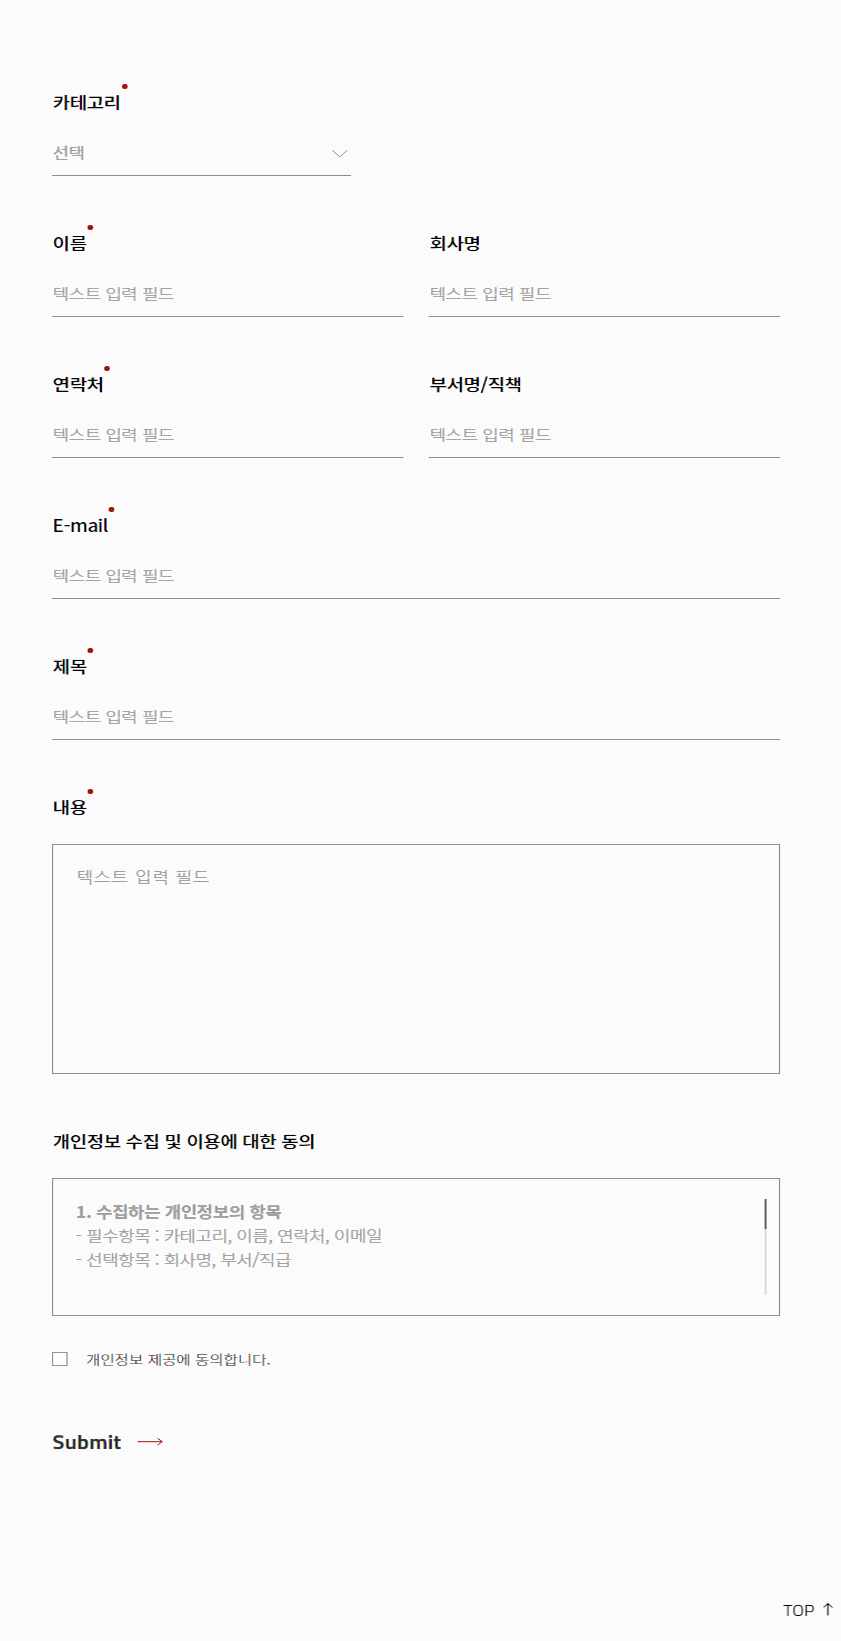 카테고리
선택
이름
회사명
텍스트 입력 필드
텍스트 입력 필드
연락처
부서명/직책
텍스트 입력 필드
텍스트 입력 필드
E-mail
텍스트 입력 필드
제목
텍스트 입력 필드
내용
텍스트 입력 필드
개인정보 수집 및 이용에 대한 동의
1. 수집하는 개인정보의 항목
- 필수항목 : 카테고리, 이름, 연락처, 이메일
- 선택항목 : 회사명, 부서/직급
개인정보 제공에 동의합니다.
Submit
TOP